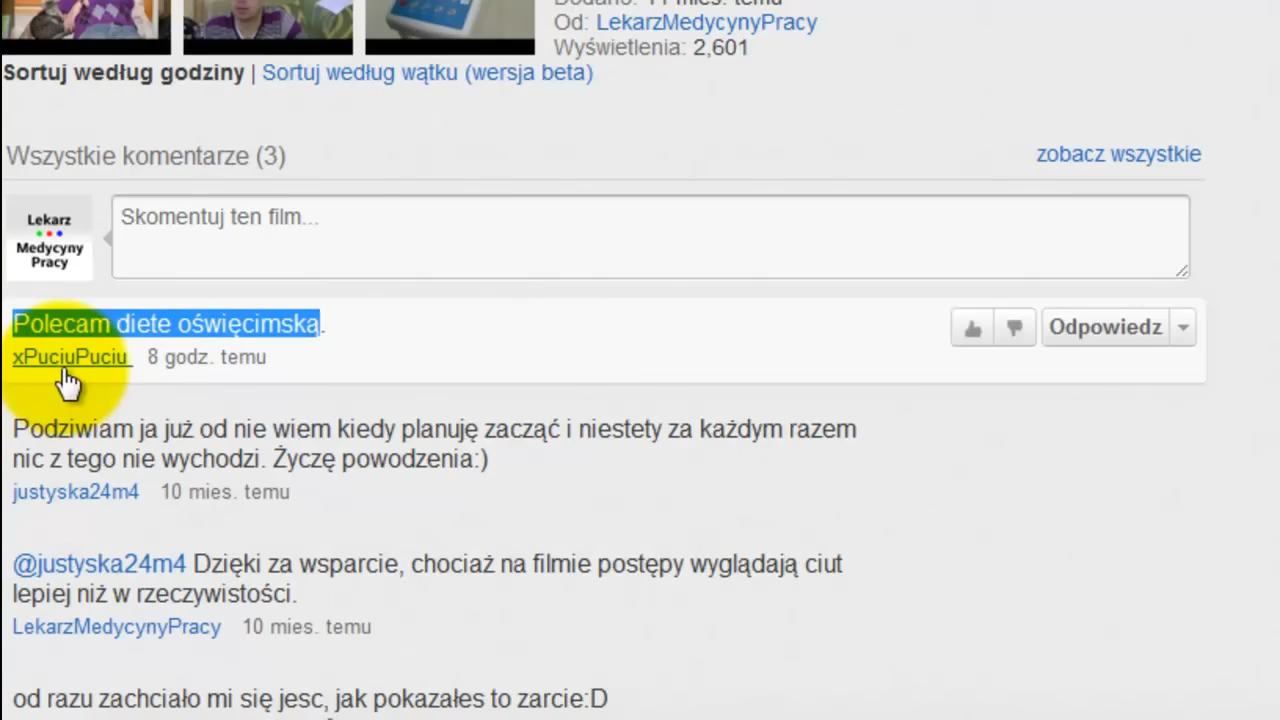 Dodano: 11 mies. temu
Od: LekarzMedycynyPracy
Wyświetlenia: 2,601
Sortuj według godziny | Sortuj według wątku (wersja beta)
Wszystkie komentarze (3)
zobacz wszystkie
Lekarz
Medycyny
Pracy
Skomentuj ten film...
Polecam diete oświęcimską.
Odpowiedz
xPuciuPuciu 8 godz. temu
Podziwiam ja już od nie wiem kiedy planuję zacząć i niestety za każdym razem
nic z tego nie wychodzi. Życzę powodzenia:)
justyska24m4 10 mies. temu
@justyska24m4 Dzięki za wsparcie, chociaż na filmie postępy wyglądają ciut
lepiej niż w rzeczywistości.
LekarzMedycynyPracy 10 mies. temu
od razu zachciało mi się jesc, jak pokazałes to zarcie:D